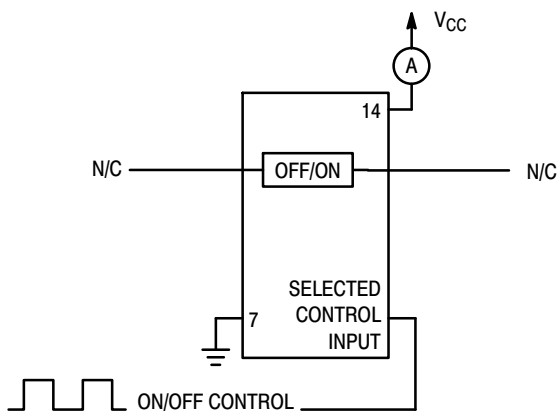 VCC
A
14
N/C
OFF/ON
N/C
7
SELECTED
CONTROL
INPUT
ON/OFF CONTROL